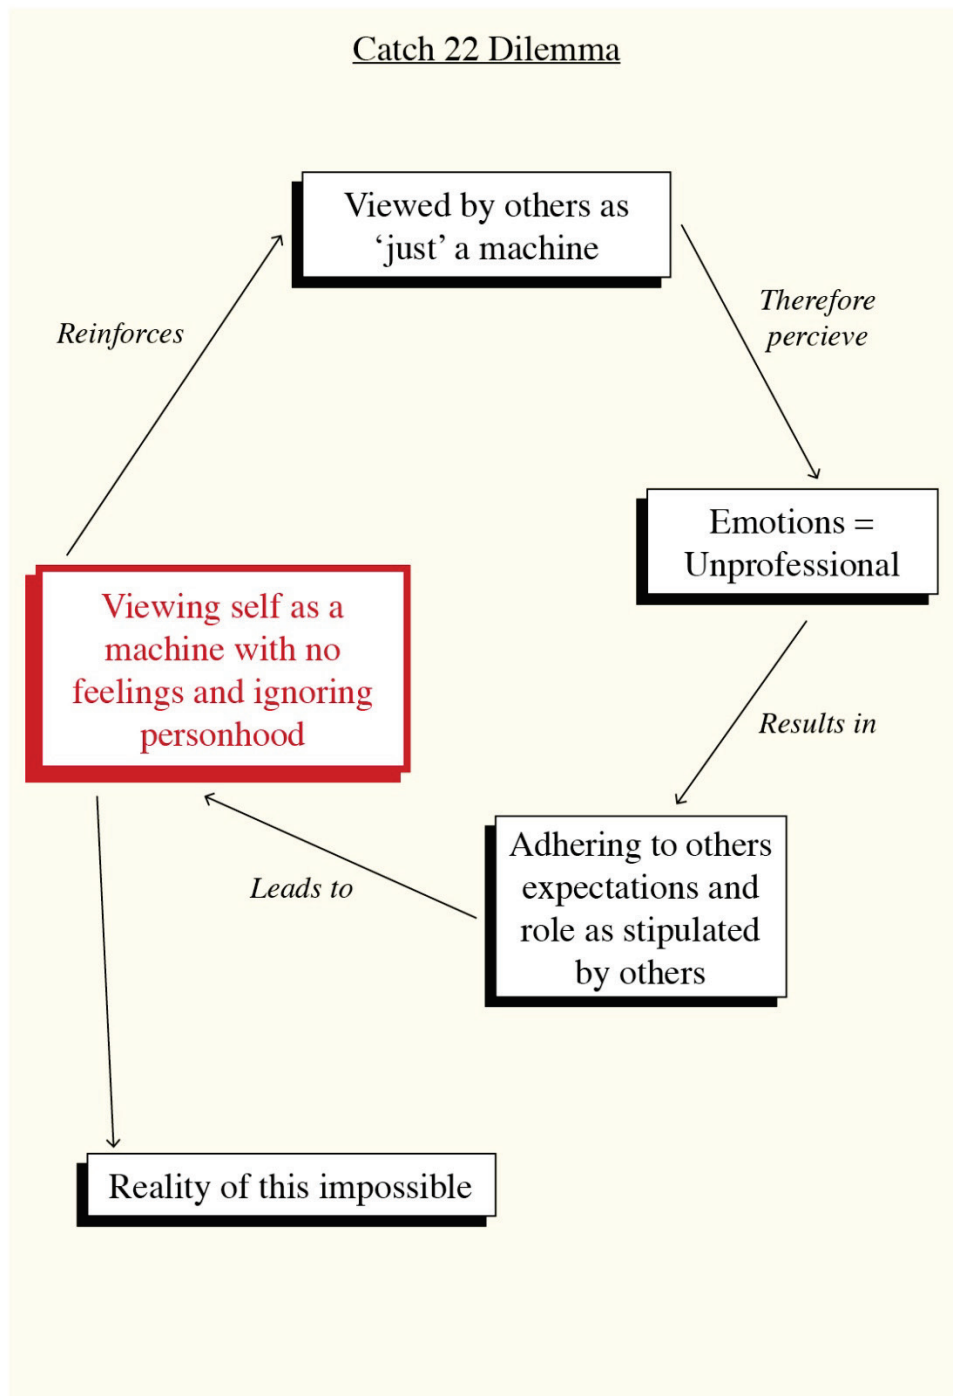 Catch 22 Dilemma
Viewed by others as
‘just’ a machine
Therefore
percieve
Reinforces
Emotions =
Unprofessional
Viewing self as a
machine with no
feelings and ignoring
personhood
Results in
Adhering to others
expectations and
role as stipulated
by others
Leads to
Reality of this impossible